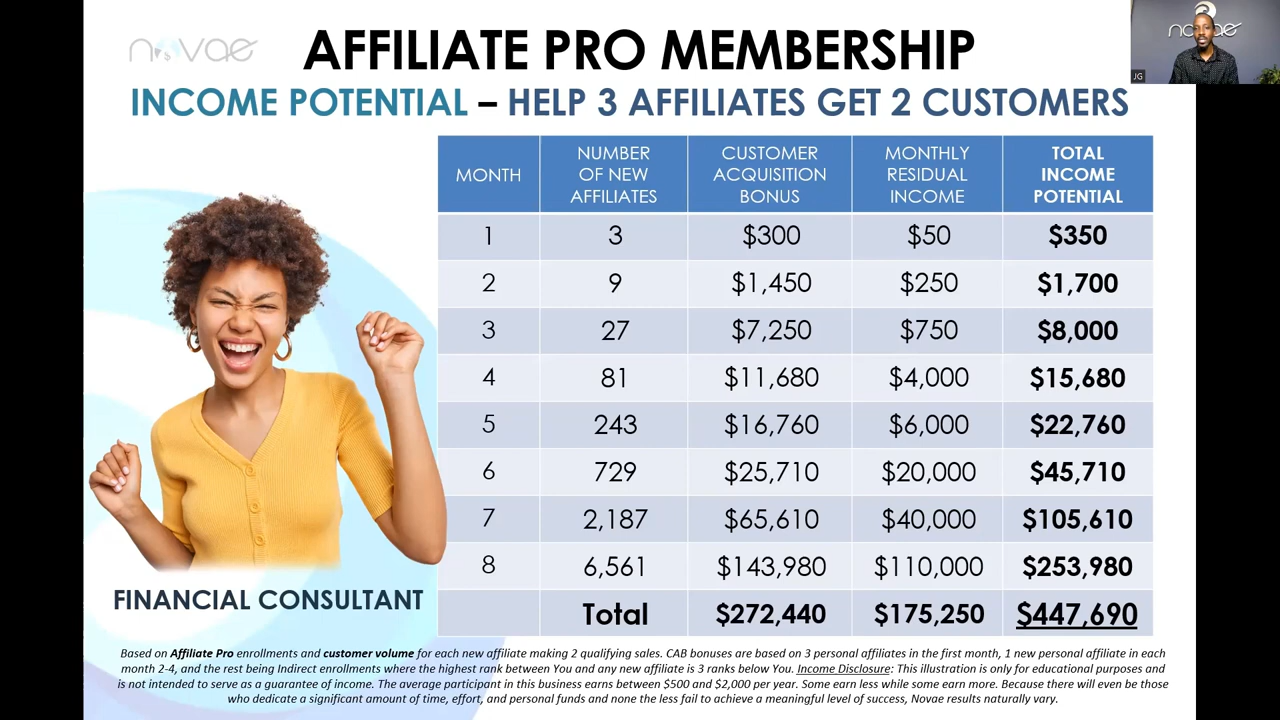 novae
AFFILIATE PRO MEMBERSHIP
INCOME POTENTIAL – HELP 3 AFFILIATES GET 2 CUSTOMERS
MONTH NUMBER OF NEW AFFILIATES CUSTOMER ACQUISITION BONUS MONTHLY RESIDUAL INCOME TOTAL INCOME POTENTIAL
1 3 $300 $50 $350
2 9 $1,450 $250 $1,700
3 27 $7,250 $750 $8,000
4 81 $11,680 $4,000 $15,680
5 243 $16,760 $6,000 $22,760
6 729 $25,710 $20,000 $45,710
7 2,187 $65,610 $40,000 $105,610
8 6,561 $143,980 $110,000 $253,980
Total $272,440 $175,250 $447,690
FINANCIAL CONSULTANT
Based on Affiliate Pro enrollments and customer volume for each new affiliate making 2 qualifying sales. CAB bonuses are based on 3 personal affiliates in the first month, 1 new personal affiliate in each
month 2-4, and the rest being Indirect enrollments where the highest rank between You and any new affiliate is 3 ranks below You. Income Disclosure: This illustration is only for educational purposes and
is not intended to serve as a guarantee of income. The average participant in this business earns between $500 and $2,000 per year. Some earn less while some earn more. Because there will even be those
who dedicate a significant amount of time, effort, and personal funds and none the less fail to achieve a meaningful level of success, Novae results naturally vary.
JG